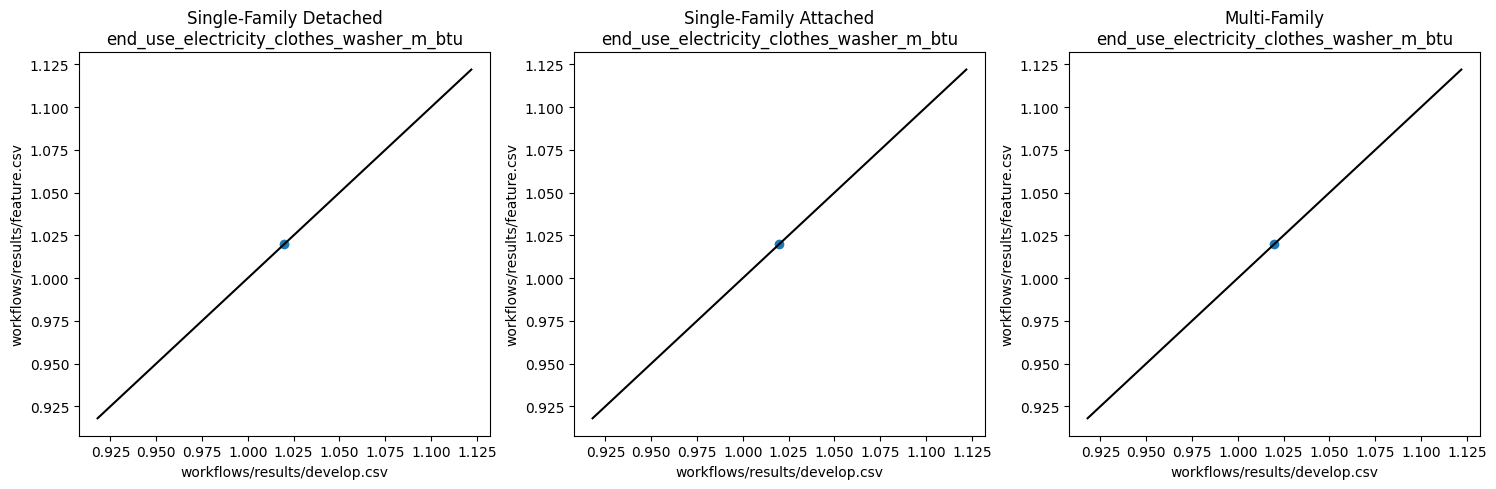 Single-Family Detached
end_use_electricity_clothes_washer_m_btu
workflows/results/feature.csv
1.125
1.100
1.075
1.050
1.025
1.000
0.975
0.950
0.925
0.925 0.950 0.975 1.000 1.025 1.050 1.075 1.100 1.125
workflows/results/develop.csv
Single-Family Attached
end_use_electricity_clothes_washer_m_btu
workflows/results/feature.csv
1.125
1.100
1.075
1.050
1.025
1.000
0.975
0.950
0.925
0.925 0.950 0.975 1.000 1.025 1.050 1.075 1.100 1.125
workflows/results/develop.csv
Multi-Family
end_use_electricity_clothes_washer_m_btu
workflows/results/feature.csv
1.125
1.100
1.075
1.050
1.025
1.000
0.975
0.950
0.925
0.925 0.950 0.975 1.000 1.025 1.050 1.075 1.100 1.125
workflows/results/develop.csv